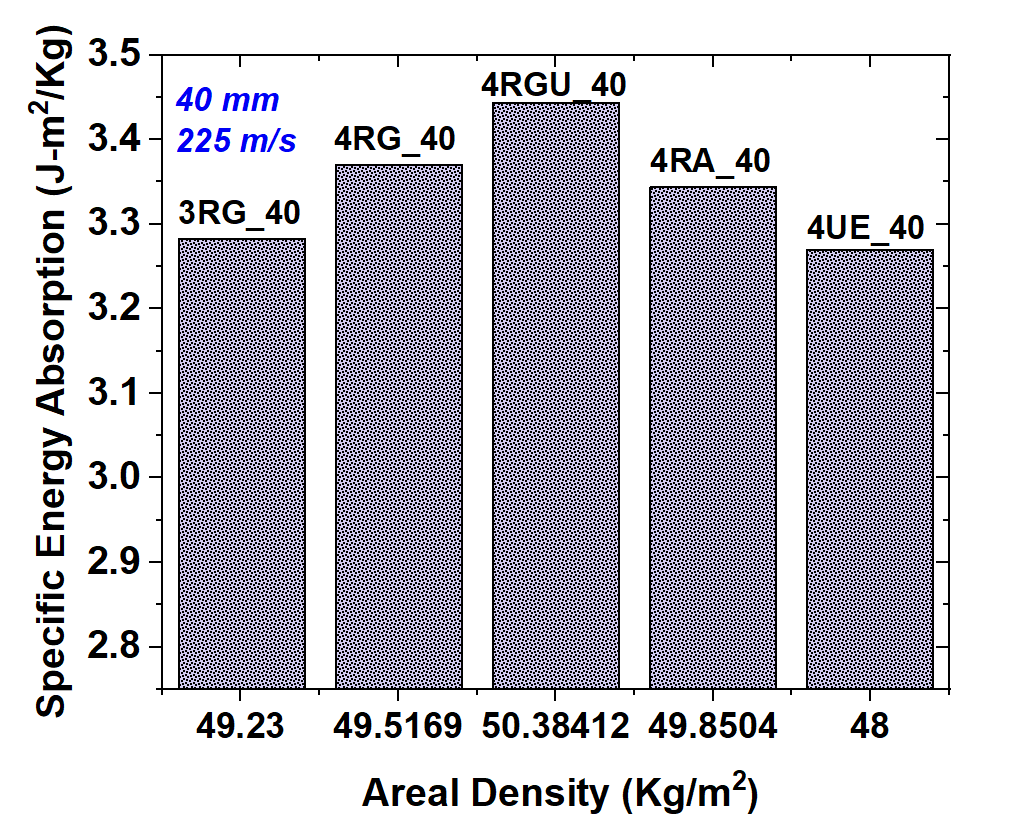 Specific Energy Absorption (J-m²/Kg)
3.5
3.4
3.3
3.2
3.1
3.0
2.9
2.8
40 mm
225 m/s
3RG_40
4RG_40
4RGU_40
4RA_40
4UE_40
49.23 49.5169 50.38412 49.8504 48
Areal Density (Kg/m²)